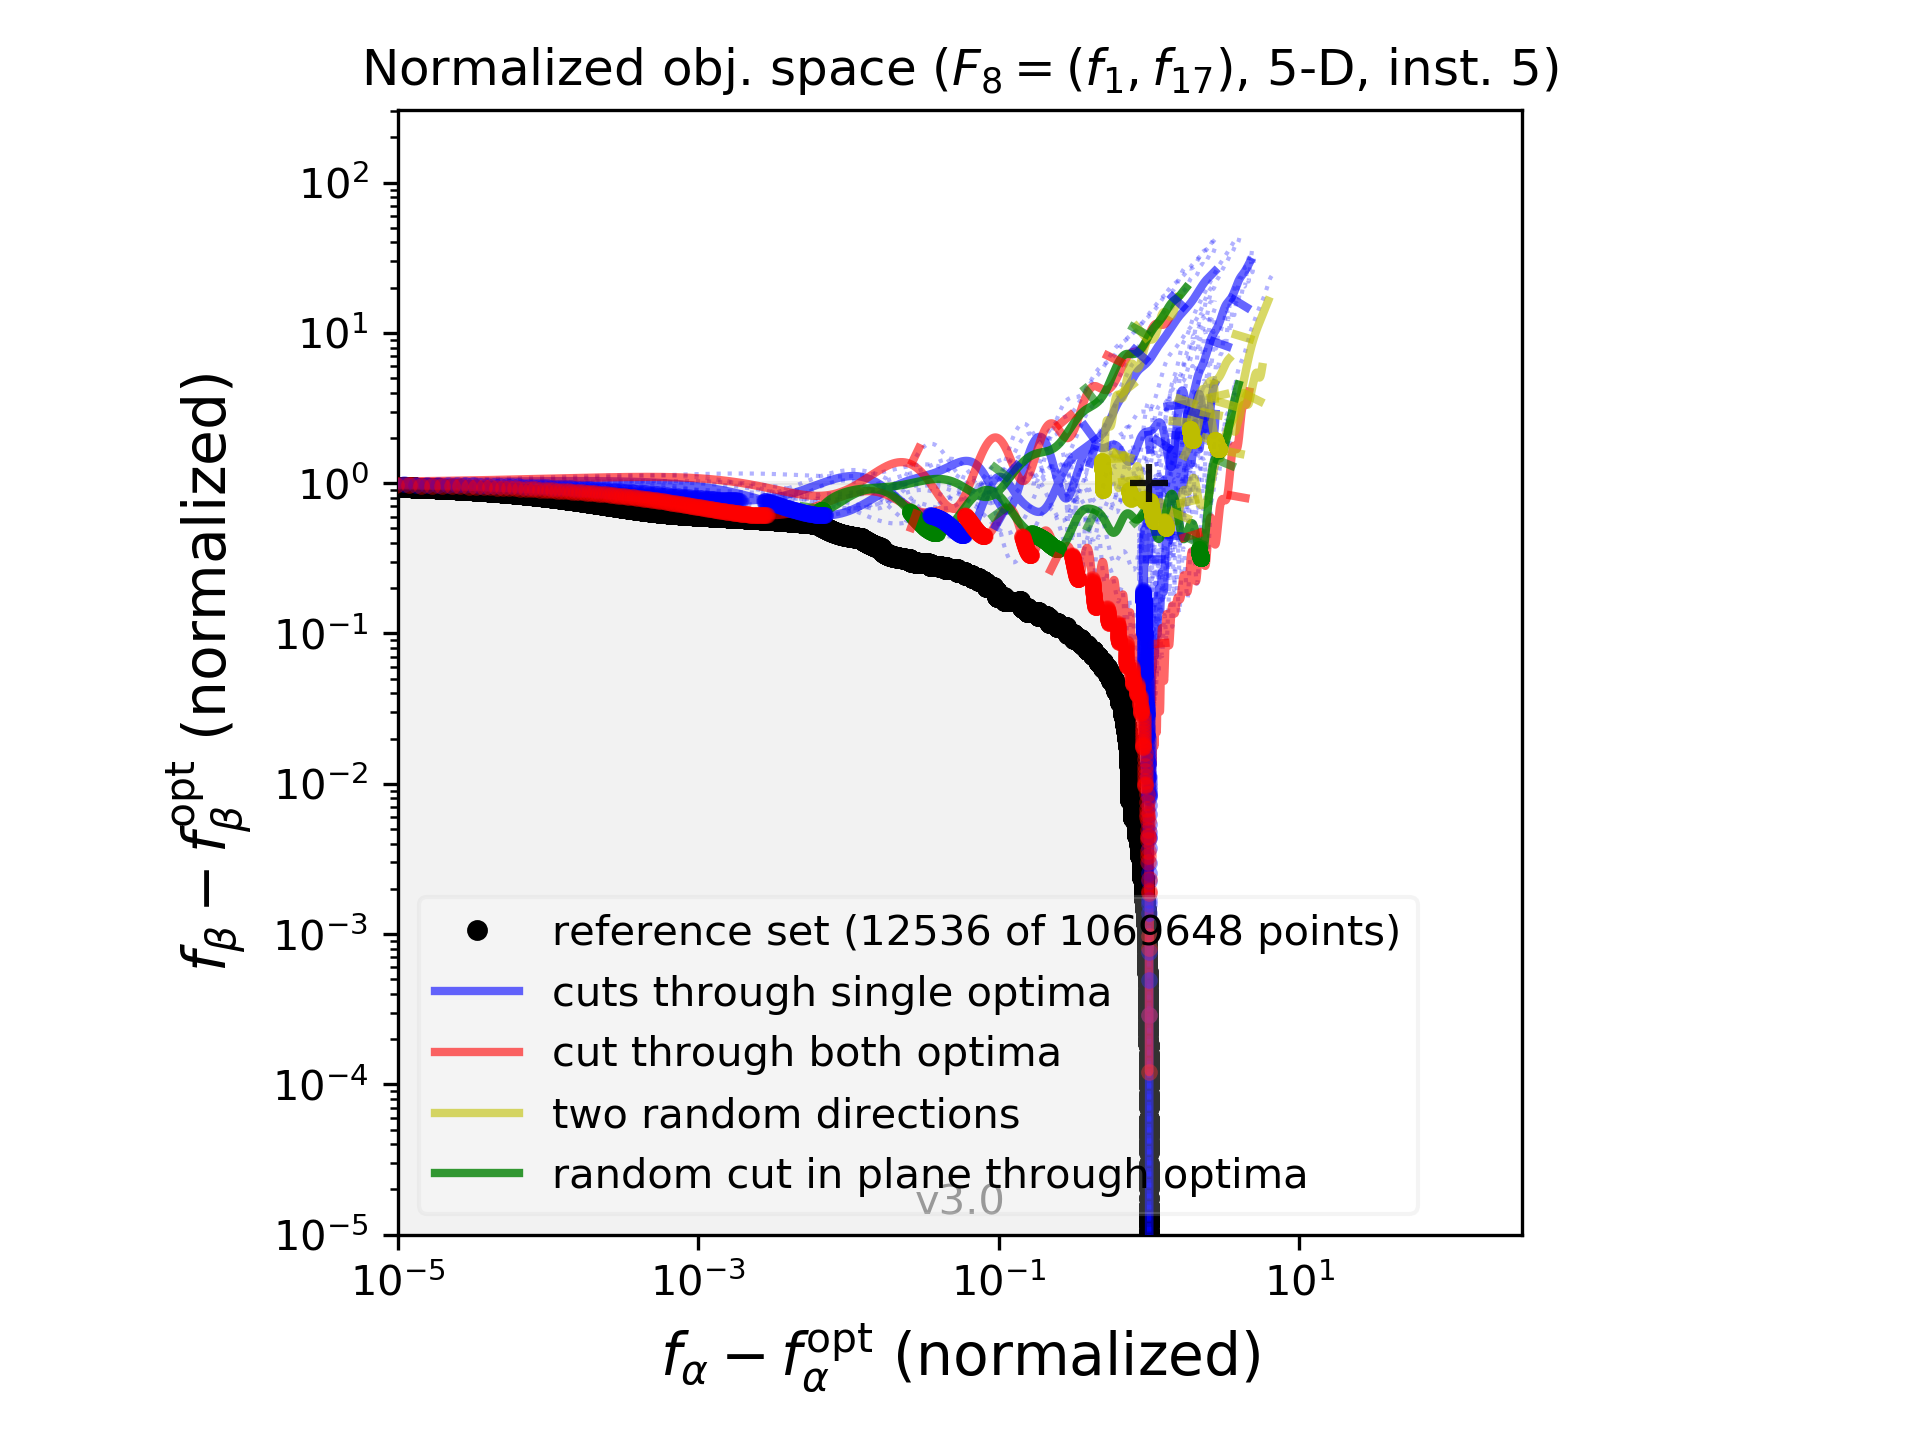 Normalized obj. space (F₈ = (f₁, f₁₇), 5-D, inst. 5)
10²
10¹
10⁰
10⁻¹
10⁻²
10⁻³
10⁻⁴
10⁻⁵
f_β − f_β^opt (normalized)
reference set (12536 of 1069648 points)
cuts through single optima
cut through both optima
two random directions
random cut in plane through optima
v3.0
10⁻⁵ 10⁻³ 10⁻¹ 10¹
f_α − f_α^opt (normalized)